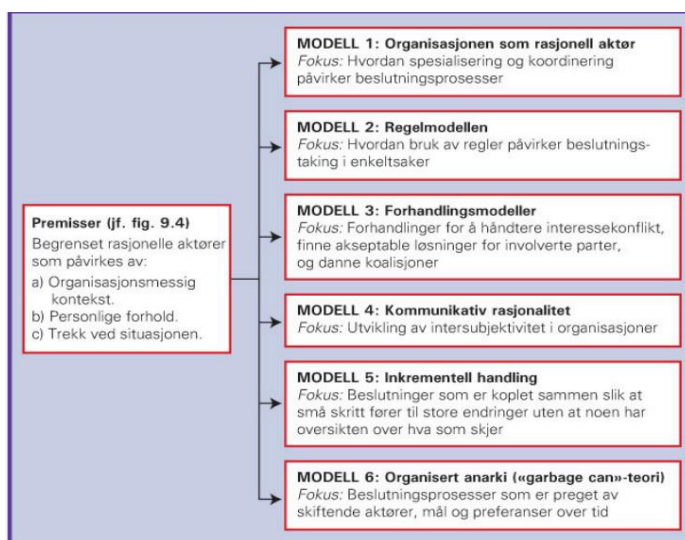 MODELL 1: Organisasjonen som rasjonell aktør
Fokus: Hvordan spesialisering og koordinering
påvirker beslutningsprosesser
MODELL 2: Regelmodellen
Fokus: Hvordan bruk av regler påvirker beslutnings-
taking i enkeltsaker
MODELL 3: Forhandlingsmodeller
Fokus: Forhandlinger for å håndtere interessekonflikt,
finne akseptable løsninger for involverte parter,
og danne koalisjoner
Premisser (jf. fig. 9.4)
Begrenset rasjonelle aktører
som påvirkes av:
a) Organisasjonsmessig
kontekst.
b) Personlige forhold.
c) Trekk ved situasjonen.
MODELL 4: Kommunikativ rasjonalitet
Fokus: Utvikling av intersubjektivitet i organisasjoner
MODELL 5: Inkrementell handling
Fokus: Beslutninger som er koplet sammen slik at
små skritt fører til store endringer uten at noen har
oversikten over hva som skjer
MODELL 6: Organisert anarki («garbage can»-teori)
Fokus: Beslutningsprosesser som er preget av
skiftende aktører, mål og preferanser over tid